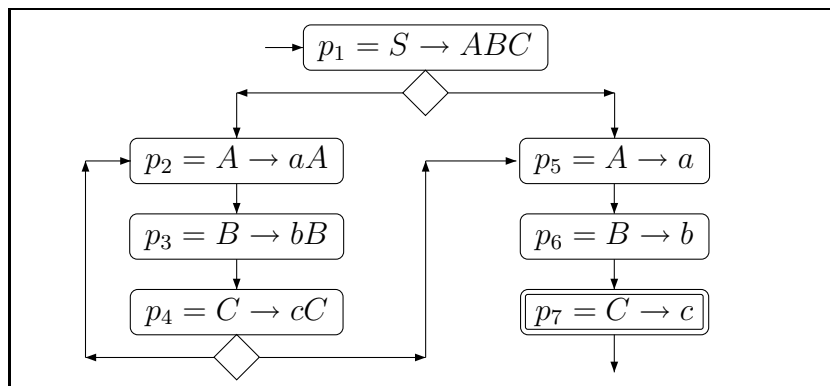 p₁ = S → ABC
p₂ = A → aA
p₅ = A → a
p₃ = B → bB
p₆ = B → b
p₄ = C → cC
p₇ = C → c